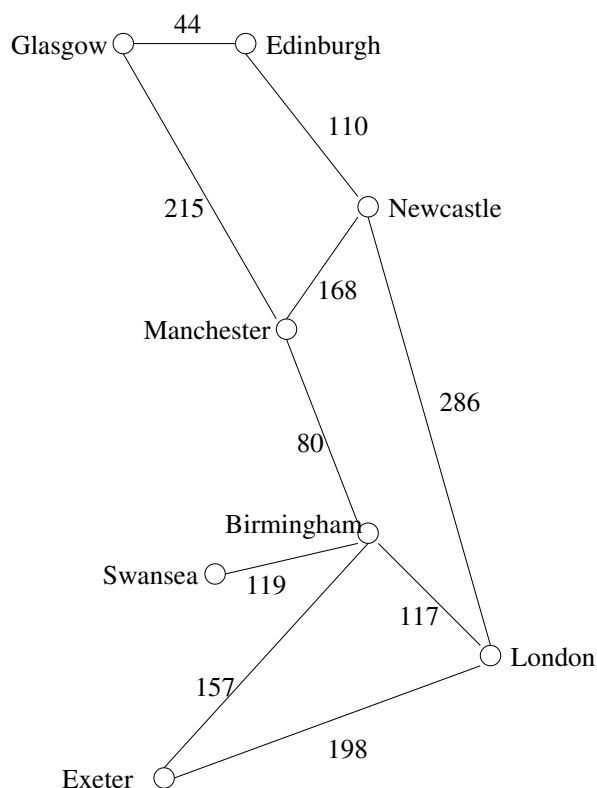 44
Glasgow
Edinburgh
110
215
Newcastle
168
Manchester
286
80
Birmingham
Swansea
119
117
London
157
198
Exeter